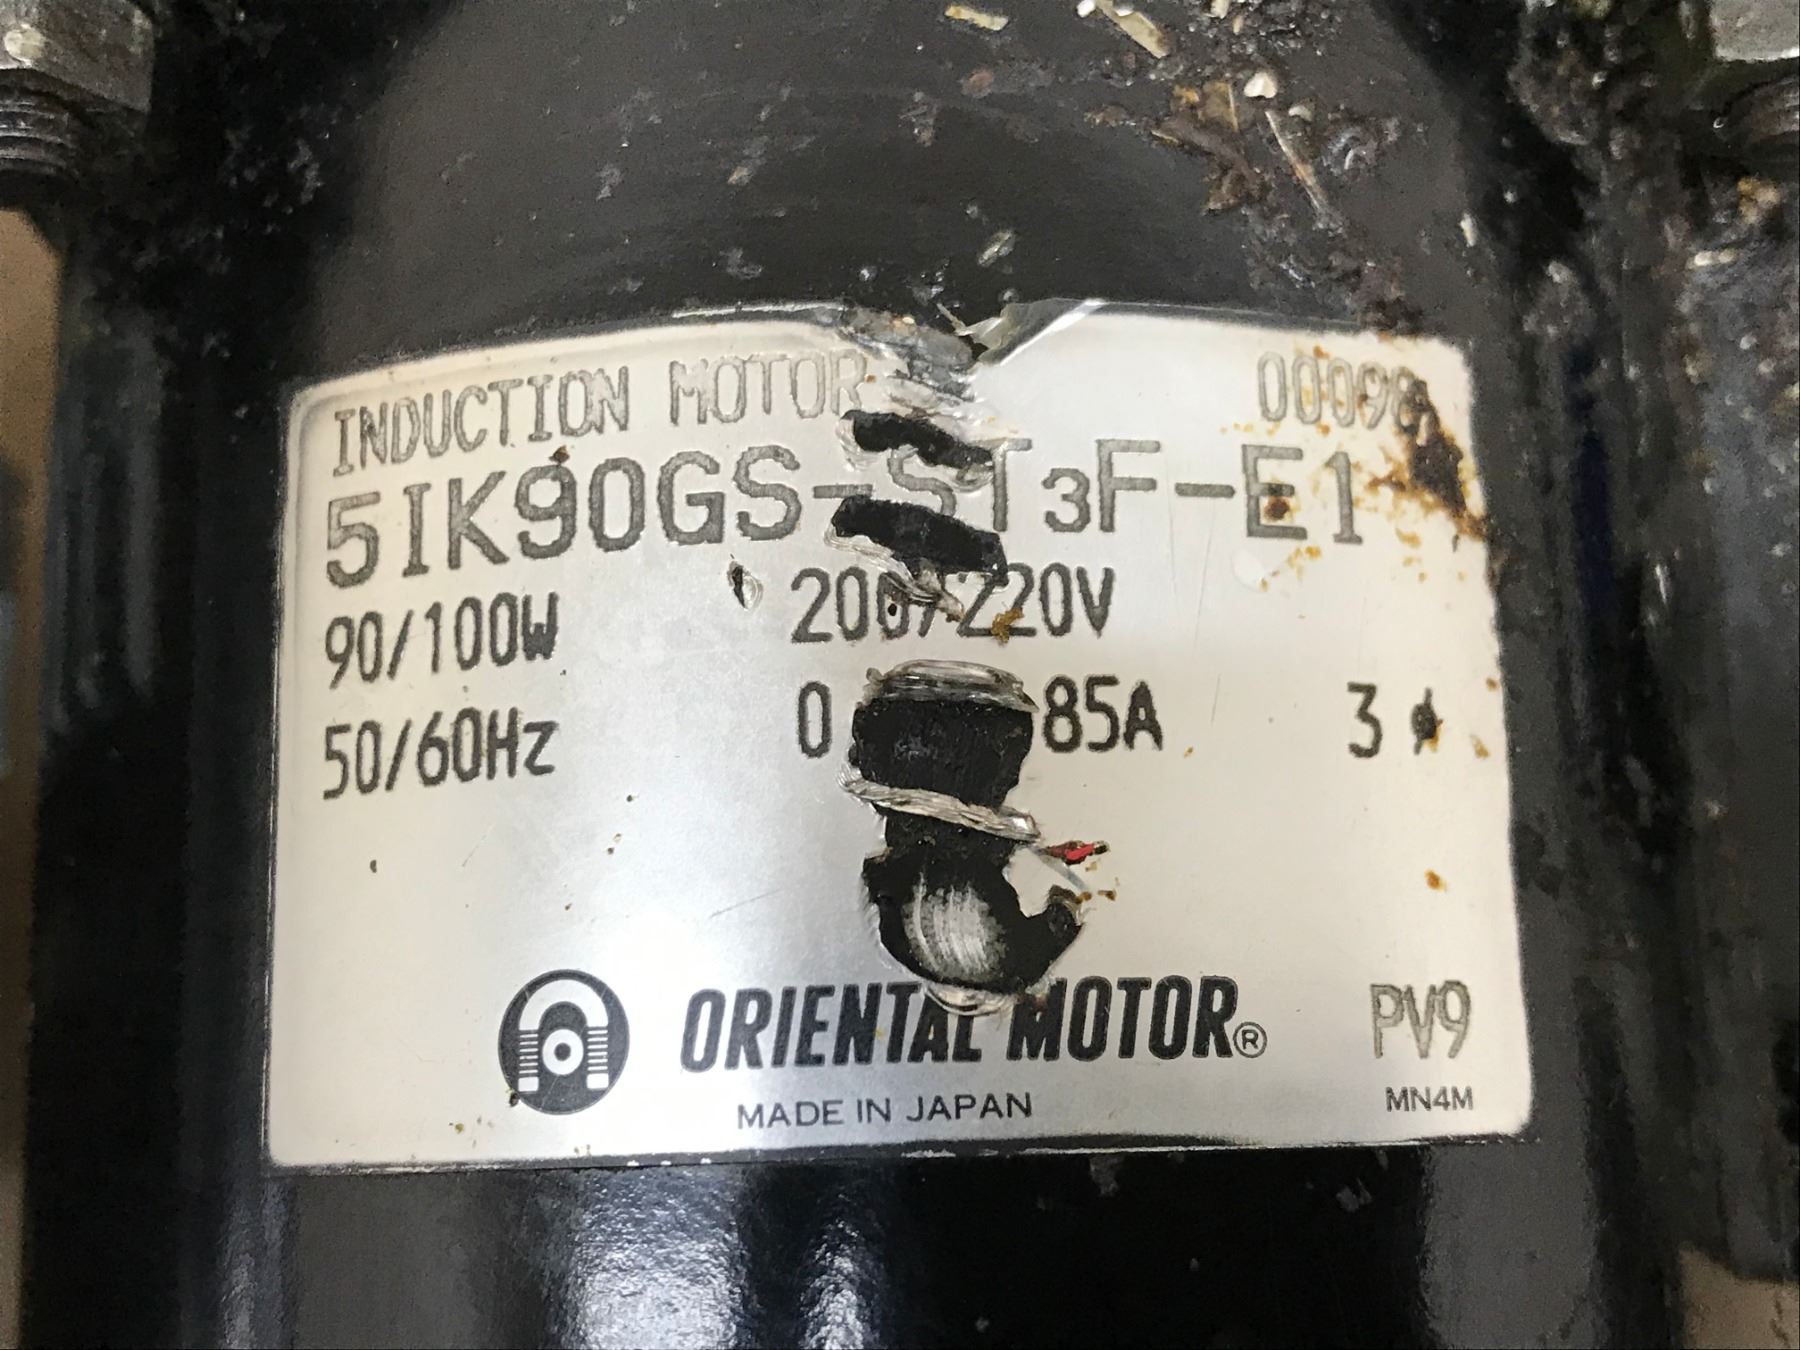 INDUCTION MOTOR 00098
5IK90GS-ST3F-E1
90/100W 200/220V
50/60Hz 0 85A 3 ϕ
ORIENTAL MOTOR® PV9
MADE IN JAPAN MN4M